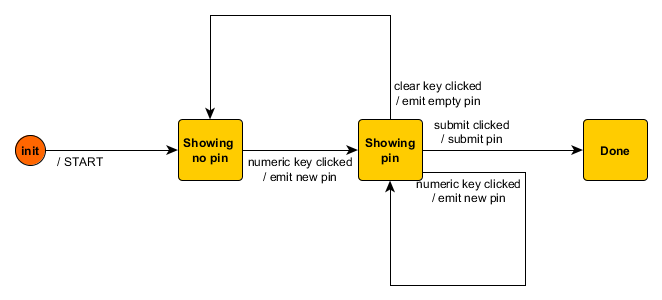 clear key clicked
/ emit empty pin
init
/ START
Showing
no pin
numeric key clicked
/ emit new pin
Showing
pin
submit clicked
/ submit pin
Done
numeric key clicked
/ emit new pin